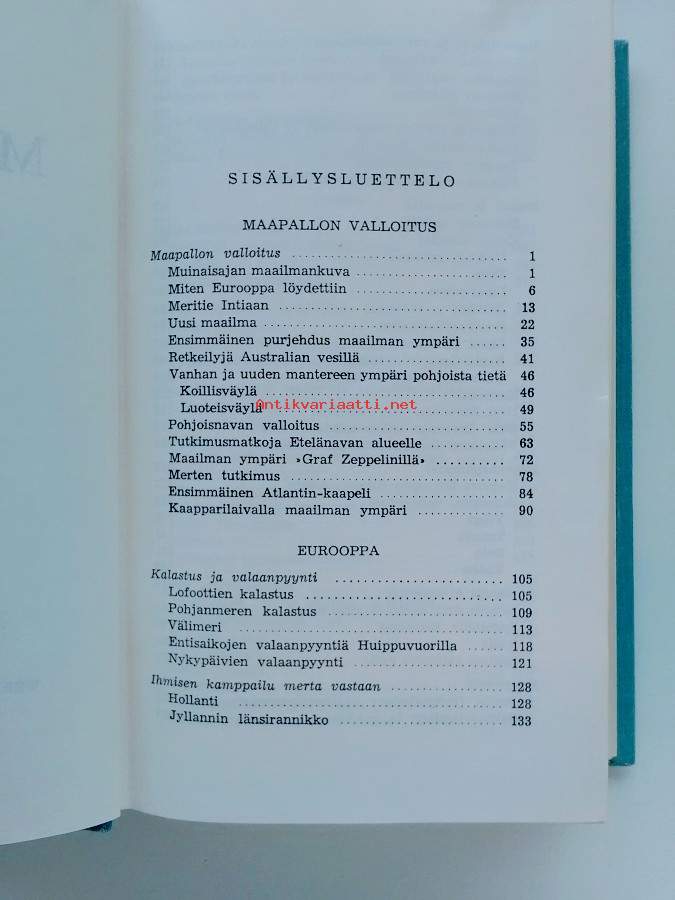 SISÄLLYSLUETTELO
MAAPALLON VALLOITUS
Maapallon valloitus ................................ 1
Muinaisajan maailmankuva ...................... 1
Miten Eurooppa löydettiin ...................... 6
Meritie Intiaan ................................ 13
Uusi maailma .................................. 22
Ensimmäinen purjehdus maailman ympäri ...... 35
Retkeilyjä Australian vesillä .................... 41
Vanhan ja uuden mantereen ympäri pohjoista tietä 46
Koillisväylä .................................. 46
Luoteisväylä .................................. 49
Antikvariaatti.net
Pohjoisnavan valloitus .......................... 55
Tutkimusmatkoja Etelänavan alueelle ............ 63
Maailman ympäri »Graf Zeppelinillä» .......... 72
Merten tutkimus .............................. 78
Ensimmäinen Atlantin-kaapeli .................. 84
Kaapparilaivalla maailman ympäri .............. 90
EUROOPPA
Kalastus ja valaanpyynti ........................ 105
Lofoottien kalastus ............................ 105
Pohjanmeren kalastus .......................... 109
Välimeri ...................................... 113
Entisaikojen valaanpyyntiä Huippuvuorilla ...... 118
Nykypäivien valaanpyynti ...................... 121
Ihmisen kamppailu merta vastaan ................ 128
Hollanti ...................................... 128
Jyllannin länsirannikko ........................ 133